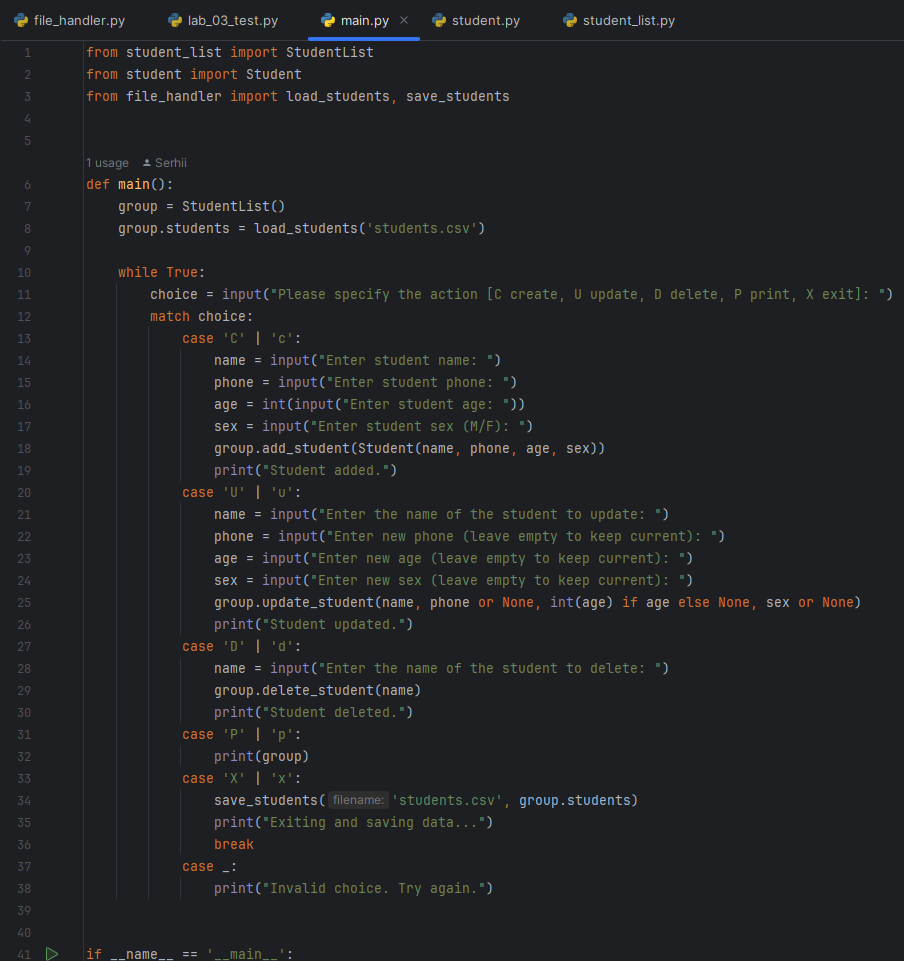 file_handler.py lab_03_test.py main.py × student.py student_list.py
1 from student_list import StudentList
2 from student import Student
3 from file_handler import load_students, save_students
4
5
1 usage Serhii
6 def main():
7     group = StudentList()
8     group.students = load_students('students.csv')
9
10     while True:
11         choice = input("Please specify the action [C create, U update, D delete, P print, X exit]: ")
12         match choice:
13             case 'C' | 'c':
14                 name = input("Enter student name: ")
15                 phone = input("Enter student phone: ")
16                 age = int(input("Enter student age: "))
17                 sex = input("Enter student sex (M/F): ")
18                 group.add_student(Student(name, phone, age, sex))
19                 print("Student added.")
20             case 'U' | 'u':
21                 name = input("Enter the name of the student to update: ")
22                 phone = input("Enter new phone (leave empty to keep current): ")
23                 age = input("Enter new age (leave empty to keep current): ")
24                 sex = input("Enter new sex (leave empty to keep current): ")
25                 group.update_student(name, phone or None, int(age) if age else None, sex or None)
26                 print("Student updated.")
27             case 'D' | 'd':
28                 name = input("Enter the name of the student to delete: ")
29                 group.delete_student(name)
30                 print("Student deleted.")
31             case 'P' | 'p':
32                 print(group)
33             case 'X' | 'x':
34                 save_students( filename: 'students.csv', group.students)
35                 print("Exiting and saving data...")
36                 break
37             case _:
38                 print("Invalid choice. Try again.")
39
40
41 if __name__ == '__main__':